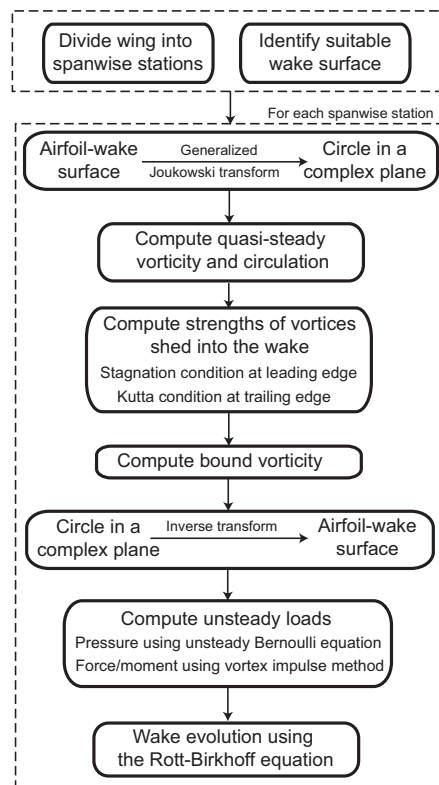 Divide wing into
spanwise stations
Identify suitable
wake surface
For each spanwise station
Airfoil-wake
surface
Generalized
Joukowski transform
Circle in a
complex plane
Compute quasi-steady
vorticity and circulation
Compute strengths of vortices
shed into the wake
Stagnation condition at leading edge
Kutta condition at trailing edge
Compute bound vorticity
Circle in a
complex plane
Inverse transform
Airfoil-wake
surface
Compute unsteady loads
Pressure using unsteady Bernoulli equation
Force/moment using vortex impulse method
Wake evolution using
the Rott-Birkhoff equation